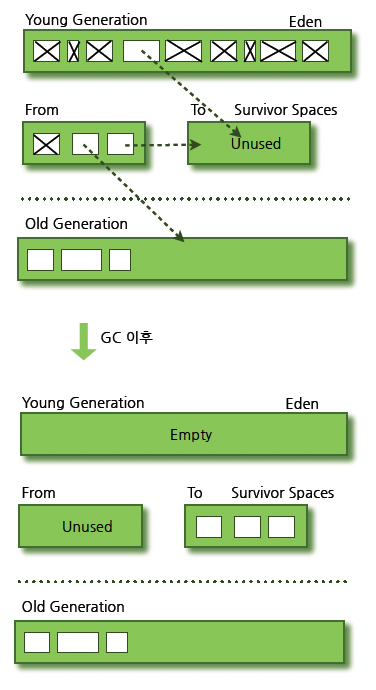 Young Generation Eden
From To Survivor Spaces
Unused
Old Generation
GC 이후
Young Generation Eden
Empty
From To Survivor Spaces
Unused
Old Generation